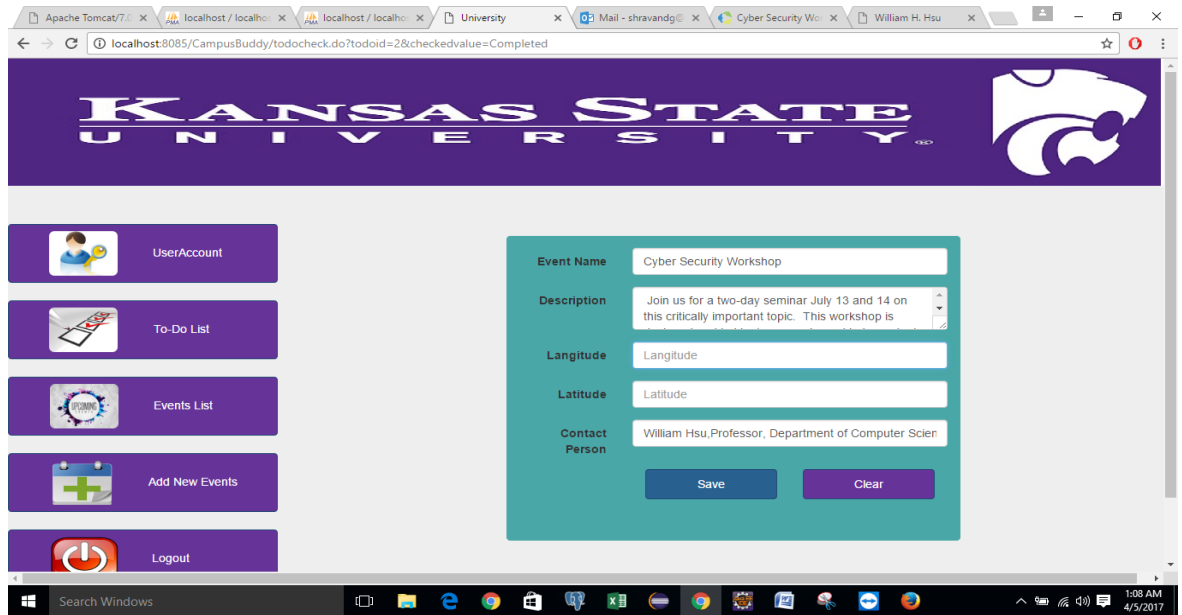 Apache Tomcat/7.0
localhost / localho
localhost / localho
University
Mail - shravandg@
Cyber Security Wo
William H. Hsu
localhost:8085/CampusBuddy/todocheck.do?todoid=2&checkedvalue=Completed
KANSAS STATE
UNIVERSITY®
UserAccount
To-Do List
UPCOMING
Events List
Add New Events
Logout
Event Name
Cyber Security Workshop
Description
Join us for a two-day seminar July 13 and 14 on
this critically important topic. This workshop is
Langitude
Langitude
Latitude
Latitude
Contact
Person
William Hsu,Professor, Department of Computer Scien
Save
Clear
Search Windows
1:08 AM
4/5/2017